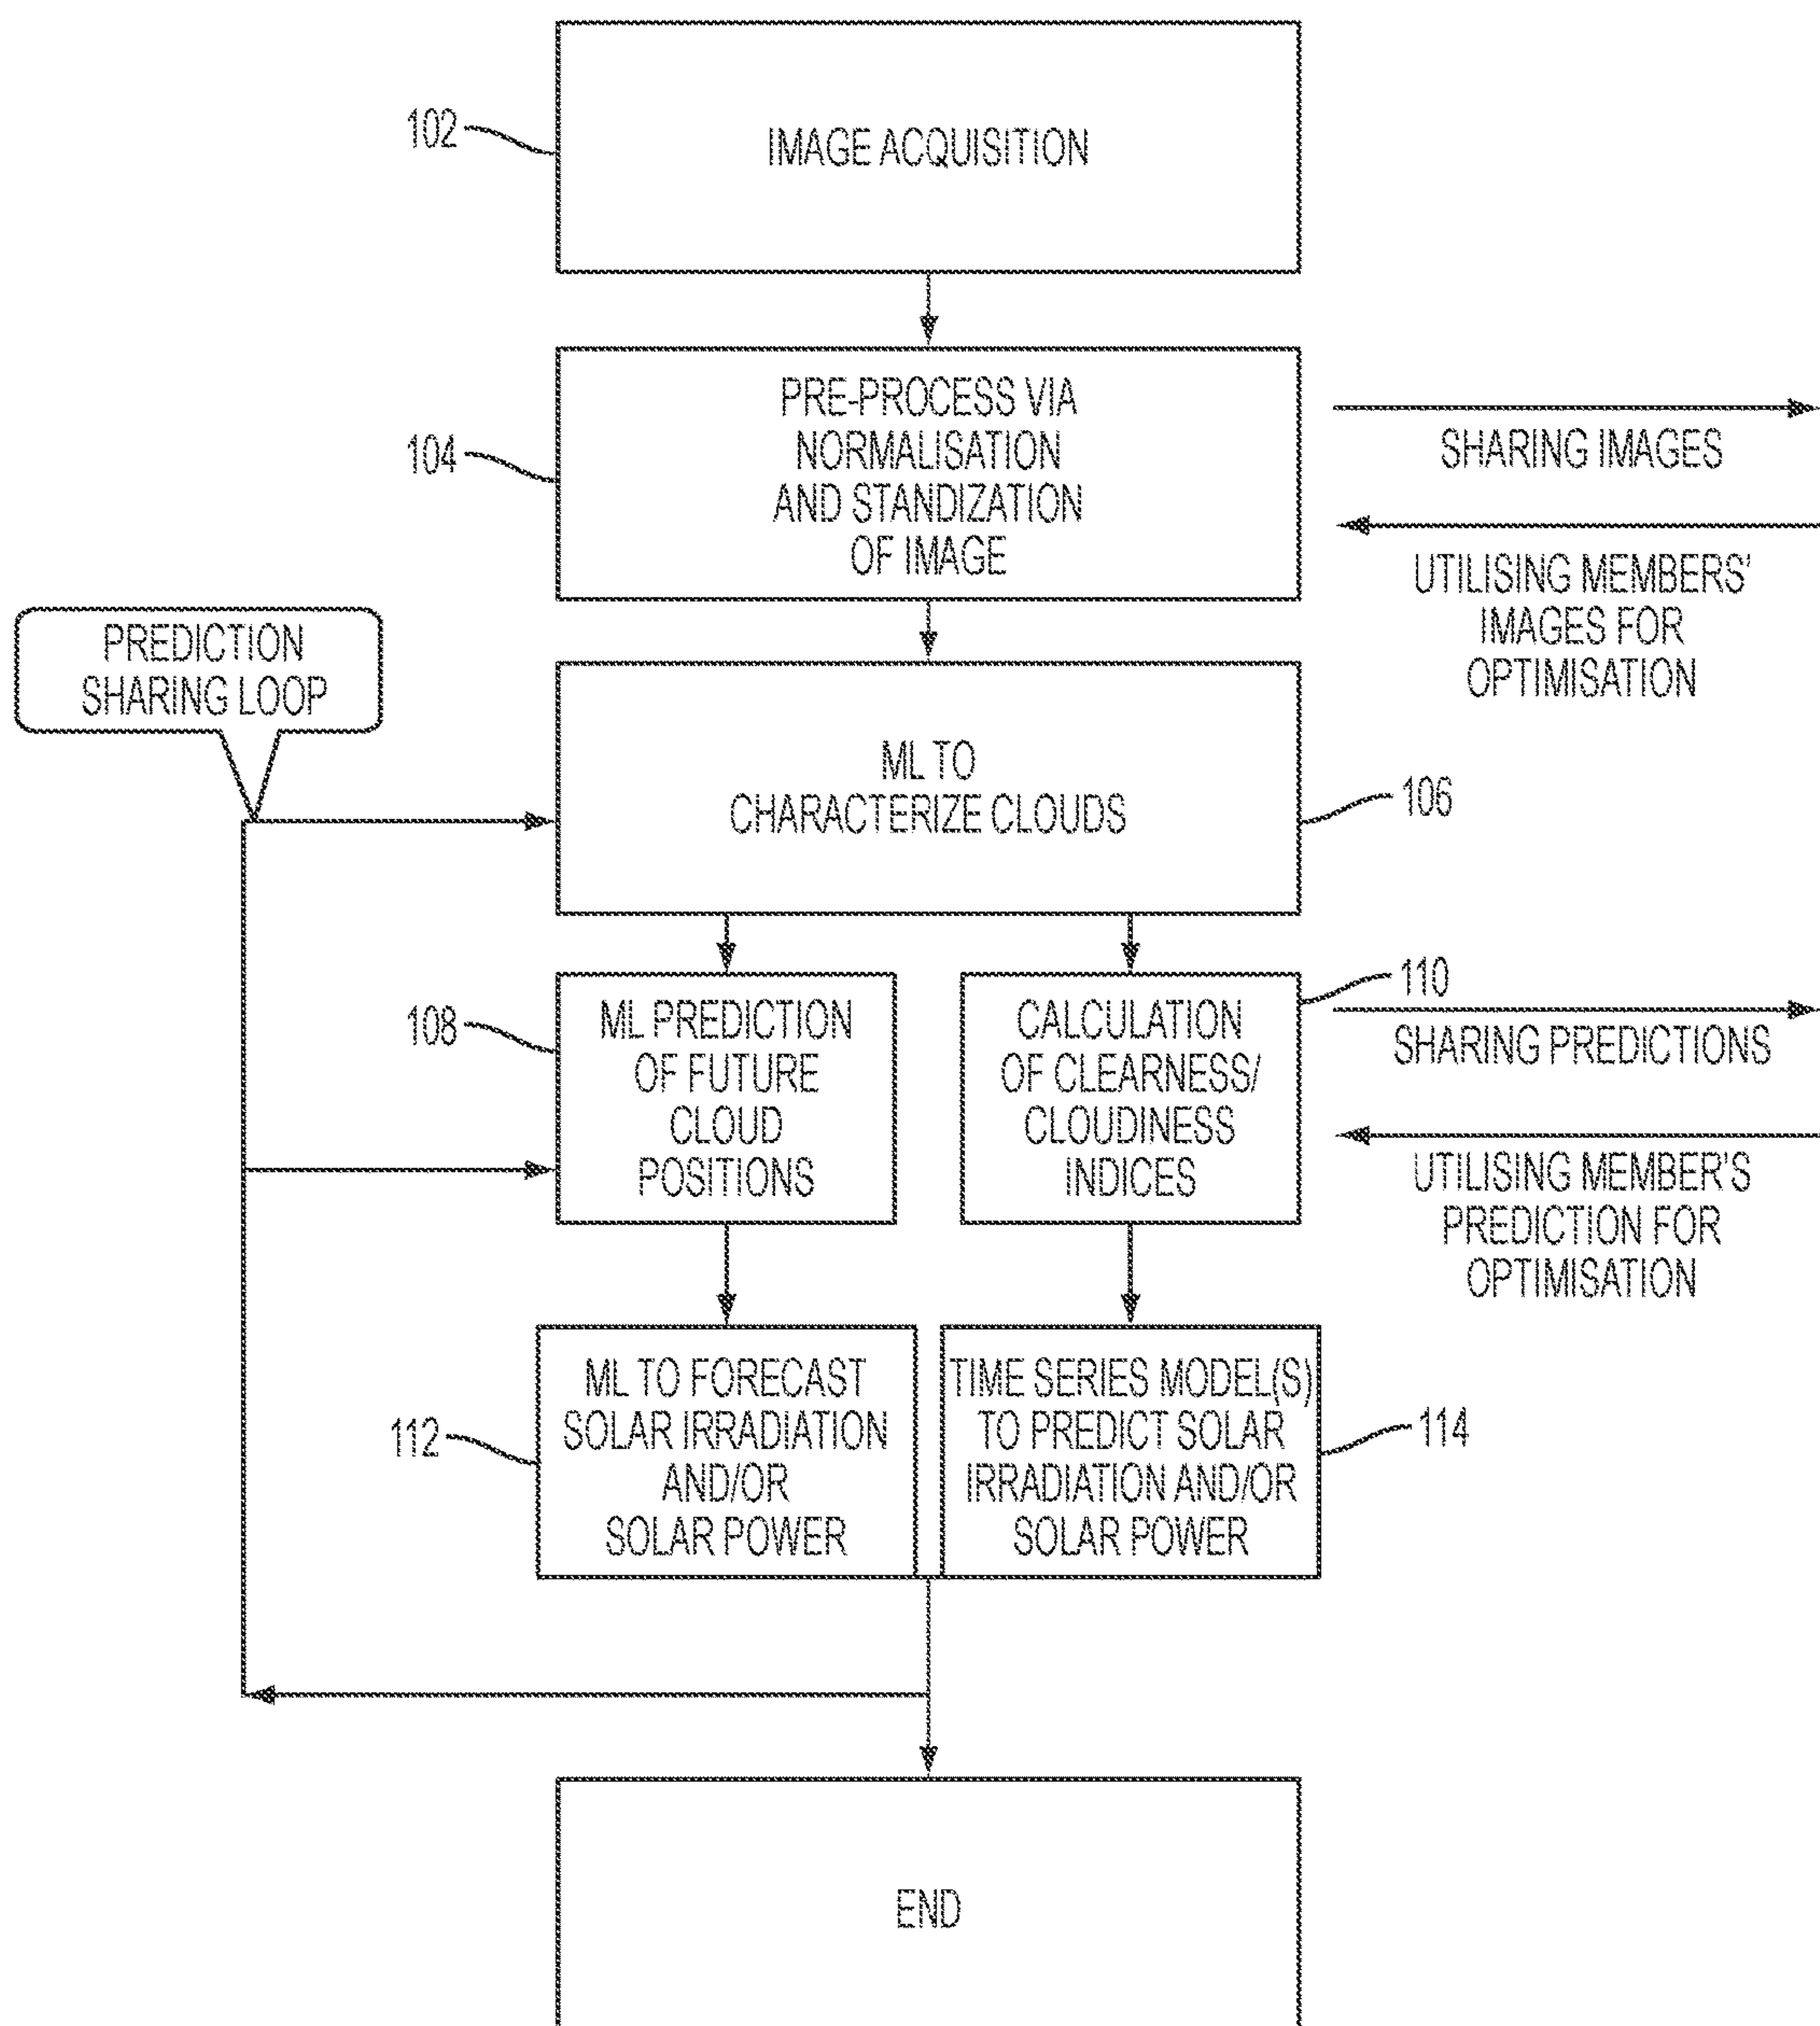 102
IMAGE ACQUISITION
104
PRE-PROCESS VIA
NORMALISATION
AND STANDIZATION
OF IMAGE
SHARING IMAGES
UTILISING MEMBERS'
IMAGES FOR
OPTIMISATION
PREDICTION
SHARING LOOP
ML TO
CHARACTERIZE CLOUDS
106
108
ML PREDICTION
OF FUTURE
CLOUD
POSITIONS
CALCULATION
OF CLEARNESS/
CLOUDINESS
INDICES
110
SHARING PREDICTIONS
UTILISING MEMBER'S
PREDICTION FOR
OPTIMISATION
112
ML TO FORECAST
SOLAR IRRADIATION
AND/OR
SOLAR POWER
TIME SERIES MODEL(S)
TO PREDICT SOLAR
IRRADIATION AND/OR
SOLAR POWER
114
END